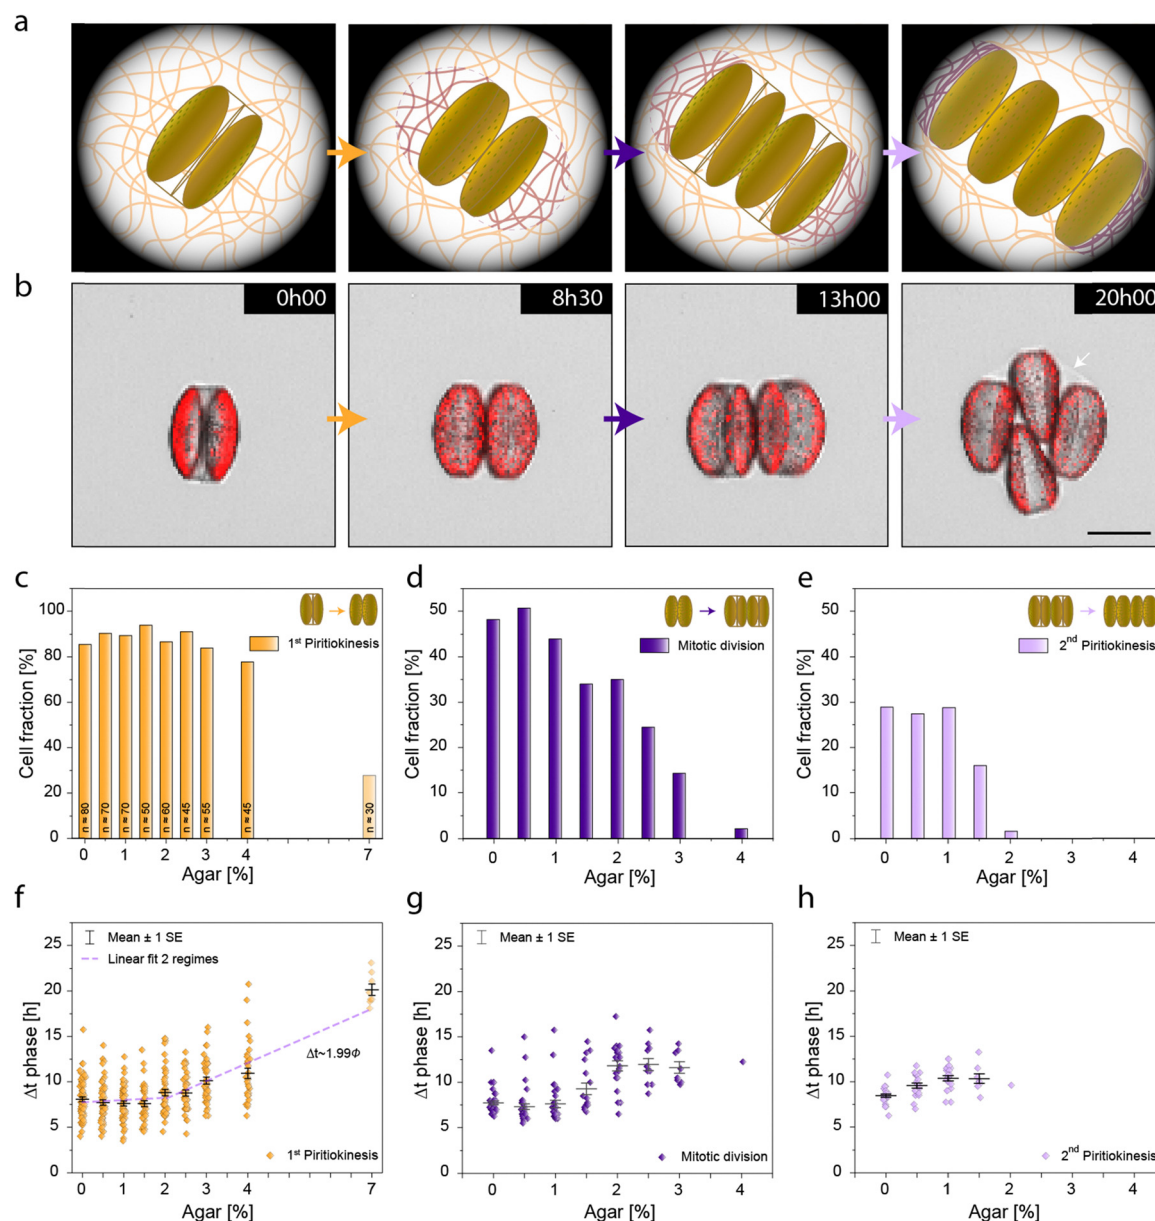 a
b
0h00
8h30
13h00
20h00
c
d
e
100
80
60
40
20
0
Cell fraction [%]
1st Piritiokinesis
n ≈ 80
n ≈ 70
n ≈ 70
n ≈ 50
n ≈ 60
n ≈ 45
n ≈ 55
n ≈ 45
n ≈ 30
0
1
2
3
4
7
Agar [%]
50
40
30
20
10
0
Cell fraction [%]
Mitotic division
0
1
2
3
4
Agar [%]
50
40
30
20
10
0
Cell fraction [%]
2nd Piritiokinesis
0
1
2
3
4
Agar [%]
f
g
h
25
20
15
10
5
0
Δt phase [h]
Mean ± 1 SE
Linear fit 2 regimes
Δt~1.99Φ
1st Piritiokinesis
0
1
2
3
4
7
Agar [%]
25
20
15
10
5
0
Δt phase [h]
Mean ± 1 SE
Mitotic division
0
1
2
3
4
Agar [%]
25
20
15
10
5
0
Δt phase [h]
Mean ± 1 SE
2nd Piritiokinesis
0
1
2
3
4
Agar [%]